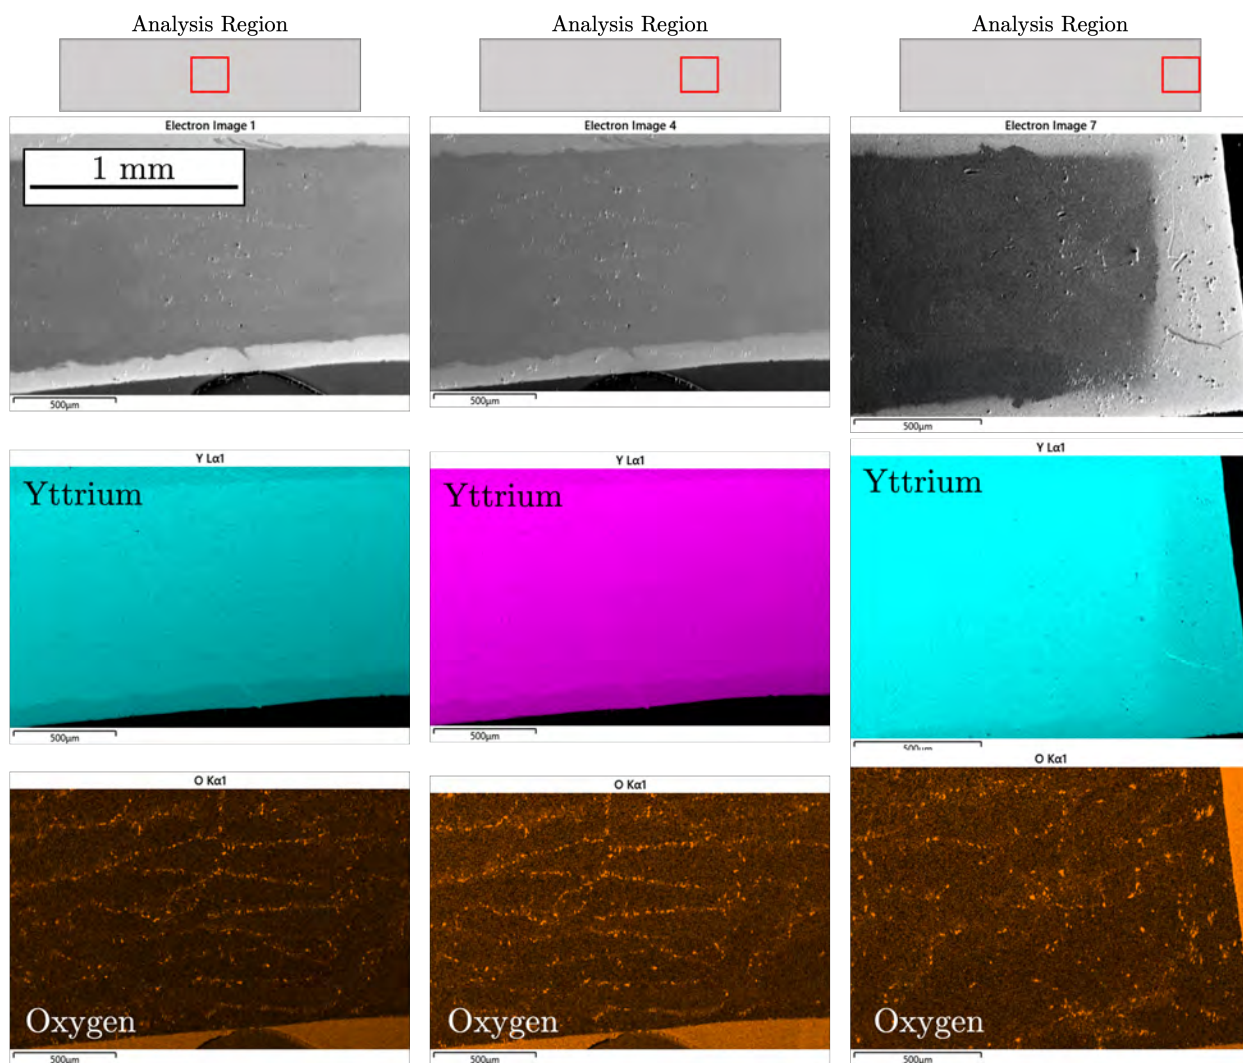 Analysis Region
Analysis Region
Analysis Region
Electron Image 1
Electron Image 4
Electron Image 7
1 mm
500µm
500µm
500µm
Y Lα1
Y Lα1
Y Lα1
Yttrium
Yttrium
Yttrium
500µm
500µm
500µm
O Kα1
O Kα1
O Kα1
Oxygen
Oxygen
Oxygen
500µm
500µm
500µm